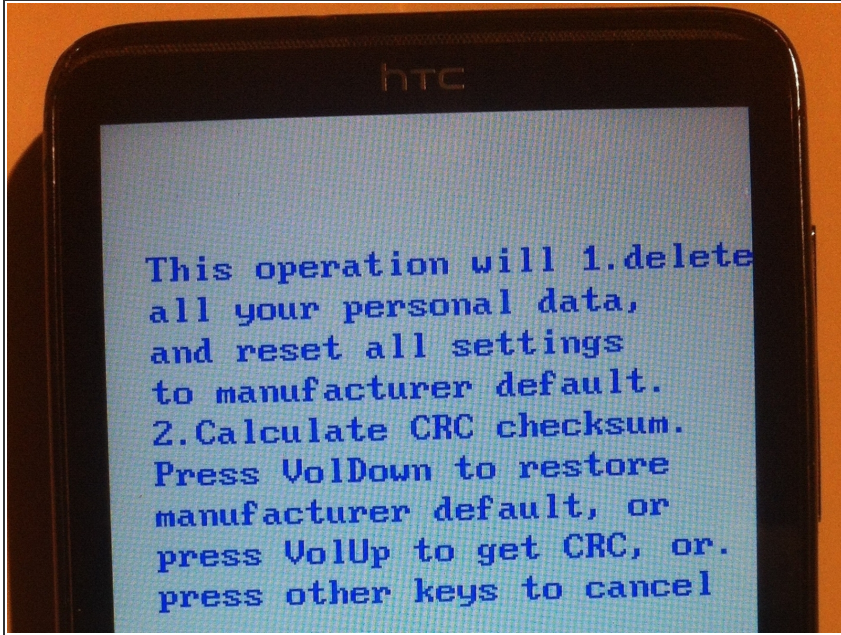 hTC
This operation will 1.delete
all your personal data,
and reset all settings
to manufacturer default.
2.Calculate CRC checksum.
Press VolDown to restore
manufacturer default, or
press VolUp to get CRC, or.
press other keys to cancel